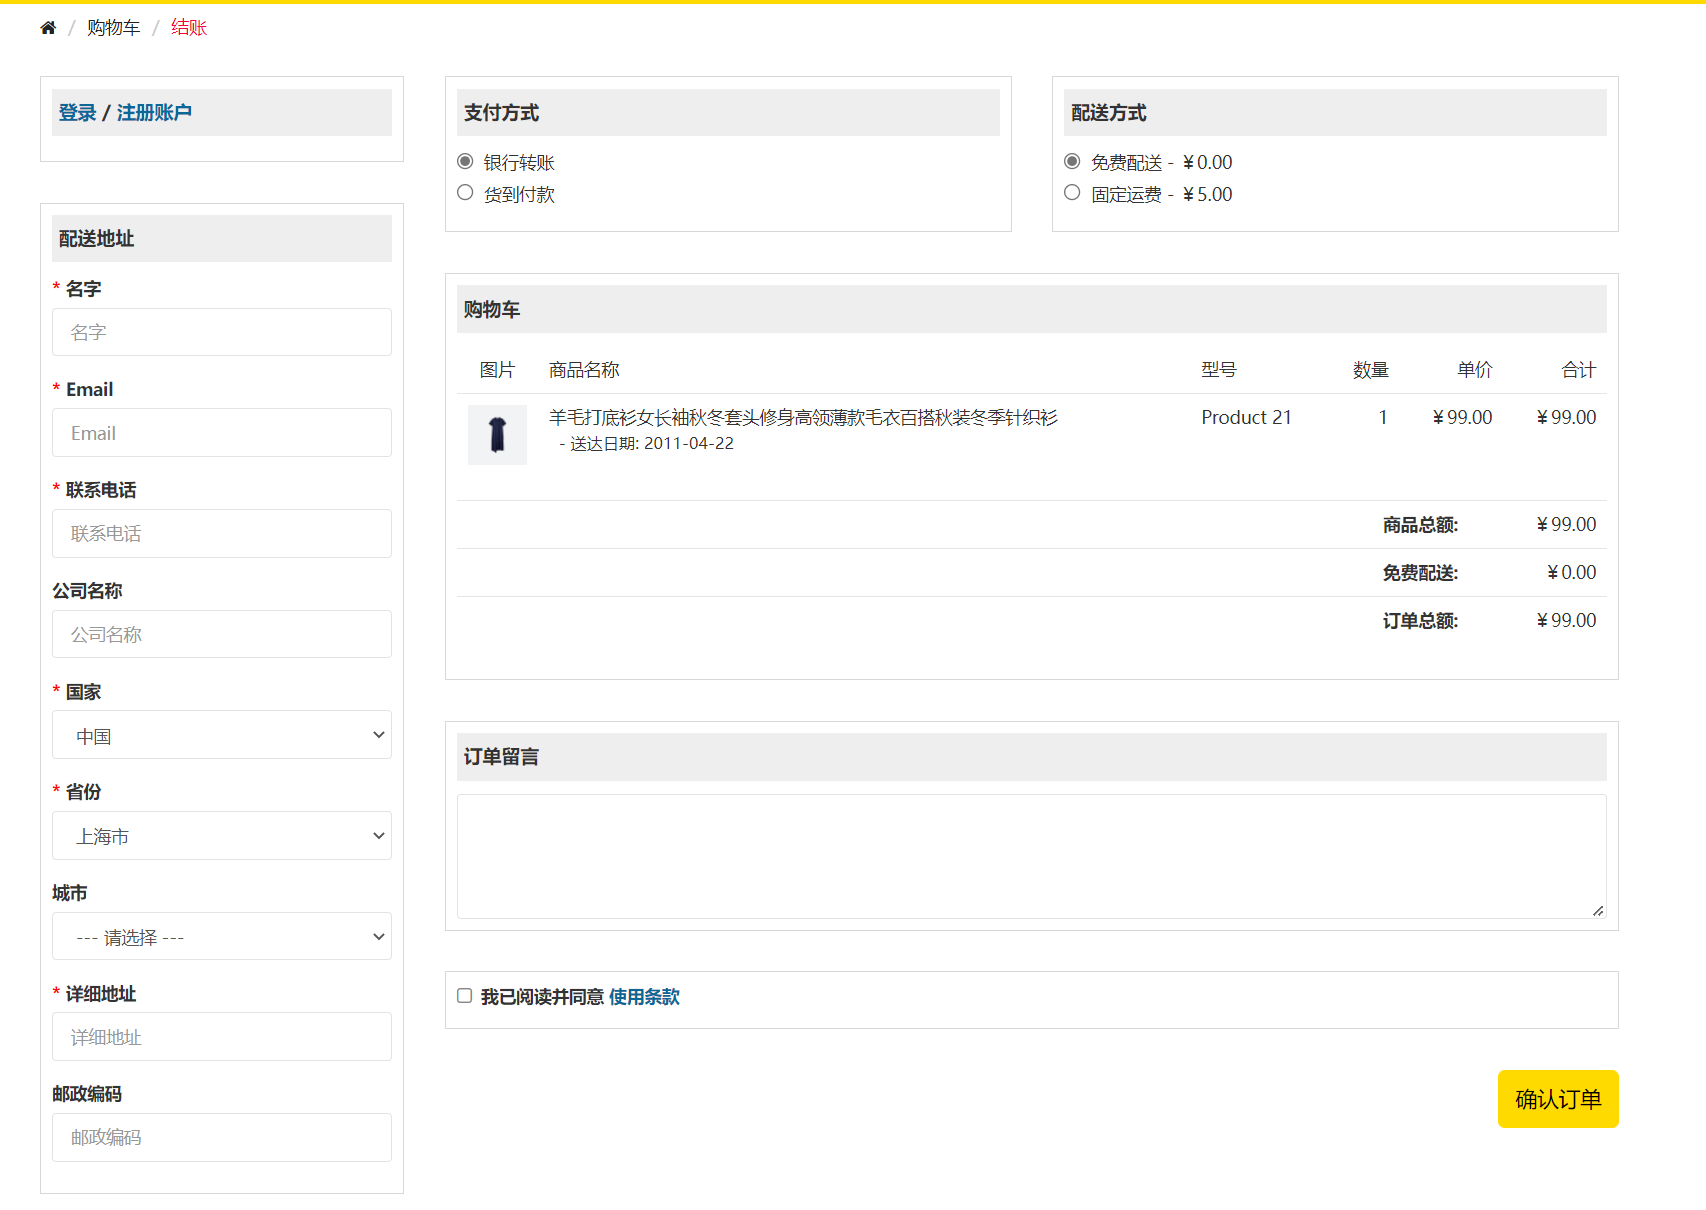 / 购物车 / 结账
登录 / 注册账户
配送地址
* 名字
名字
* Email
Email
* 联系电话
联系电话
公司名称
公司名称
* 国家
中国
* 省份
上海市
城市
--- 请选择 ---
* 详细地址
详细地址
邮政编码
邮政编码
支付方式
银行转账
货到付款
配送方式
免费配送 - ¥0.00
固定运费 - ¥5.00
购物车
图片 商品名称 型号 数量 单价 合计
羊毛打底衫女长袖秋冬套头修身高领薄款毛衣百搭秋装冬季针织衫 Product 21 1 ¥99.00 ¥99.00
- 送达日期: 2011-04-22
商品总额: ¥99.00
免费配送: ¥0.00
订单总额: ¥99.00
订单留言
我已阅读并同意 使用条款
确认订单